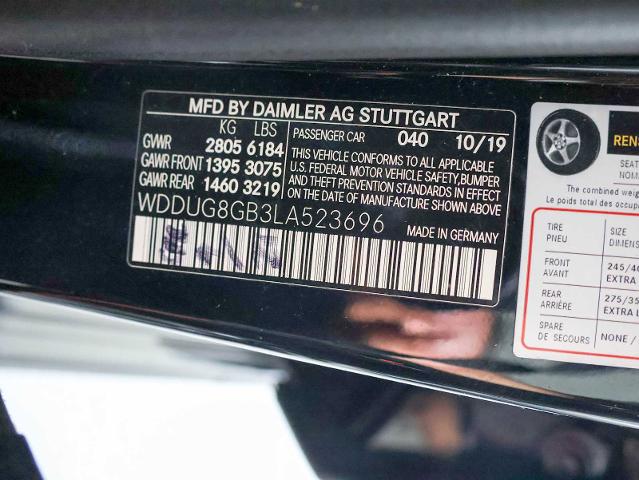 MFD BY DAIMLER AG STUTTGART
KG LBS
GVWR 2805 6184
GAWR FRONT 1395 3075
GAWR REAR 1460 3219
PASSENGER CAR 040 10/19
THIS VEHICLE CONFORMS TO ALL APPLICABLE
U.S. FEDERAL MOTOR VEHICLE SAFETY,BUMPER
AND THEFT PREVENTION STANDARDS IN EFFECT
ON THE DATE OF MANUFACTURE SHOWN ABOVE
WDDUG8GB3LA523696
MADE IN GERMANY
The combined weig
Le poids total des occup
TIRE
PNEU
SIZE
DIMENS
FRONT
AVANT
245/4
EXTRA
REAR
ARRIÈRE
275/35
EXTRA L
SPARE
DE SECOURS
NONE /